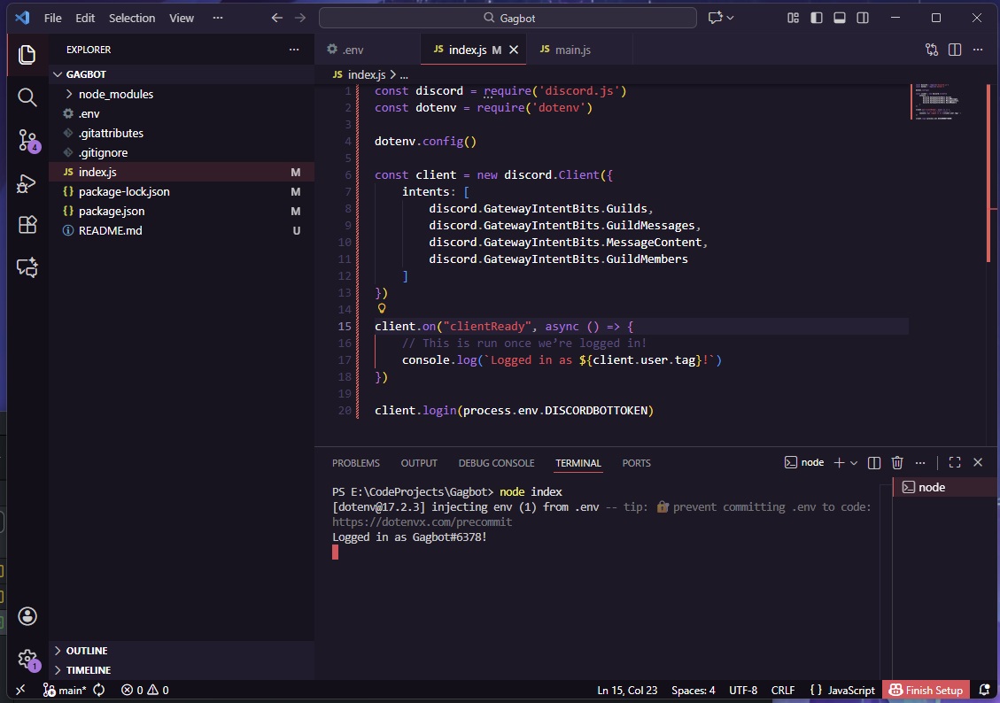 File Edit Selection View ··· Gagbot
EXPLORER ···
GAGBOT
node_modules
.env
.gitattributes
.gitignore
JS index.js M
{} package-lock.json M
{} package.json M
README.md U
OUTLINE
TIMELINE
.env JS index.js M JS main.js ···
JS index.js > ...
1 const discord = require('discord.js')
2 const dotenv = require('dotenv')
3
4 dotenv.config()
5
6 const client = new discord.Client({
7 intents: [
8 discord.GatewayIntentBits.Guilds,
9 discord.GatewayIntentBits.GuildMessages,
10 discord.GatewayIntentBits.MessageContent,
11 discord.GatewayIntentBits.GuildMembers
12 ]
13 })
14
15 client.on("clientReady", async () => {
16 // This is run once we’re logged in!
17 console.log(`Logged in as ${client.user.tag}!`)
18 })
19
20 client.login(process.env.DISCORDBOTTOKEN)
PROBLEMS OUTPUT DEBUG CONSOLE TERMINAL PORTS node
PS E:\CodeProjects\Gagbot> node index
[dotenv@17.2.3] injecting env (1) from .env -- tip: 🔐 prevent committing .env to code:
https://dotenvx.com/precommit
Logged in as Gagbot#6378!
node
4
1
main* 0 0 Ln 15, Col 23 Spaces: 4 UTF-8 CRLF {} JavaScript Finish Setup